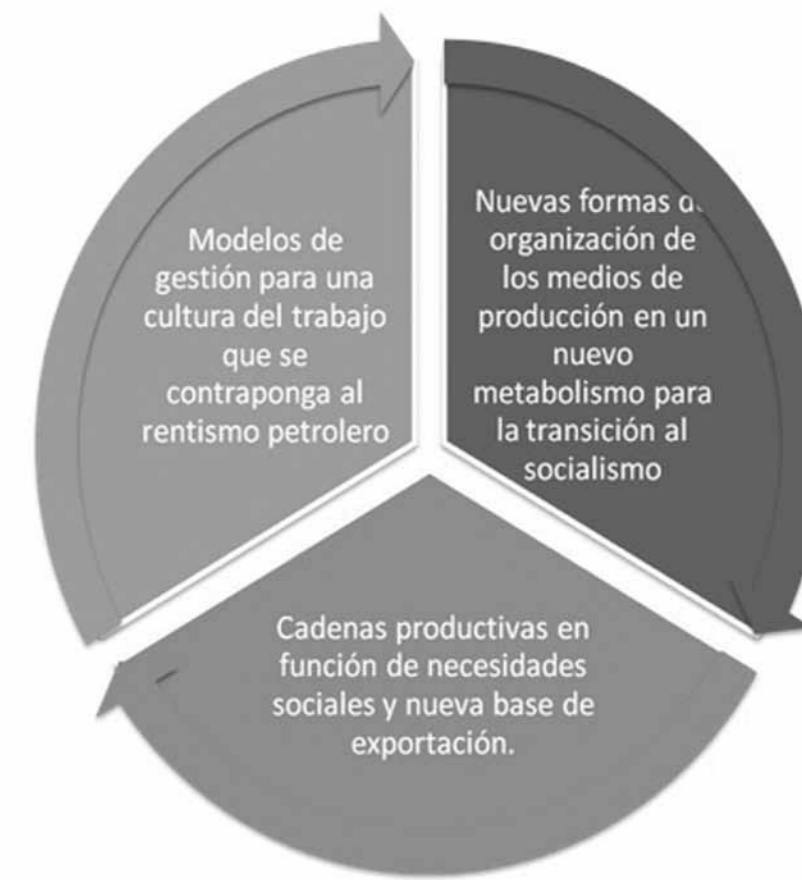 Modelos de
gestión para una
cultura del trabajo
que se
contraponga al
rentismo petrolero
Nuevas formas
organización de
los medios de
producción en un
nuevo
metabolismo para
la transición al
socialismo
Cadenas productivas en
función de necesidades
sociales y nueva base de
exportación.